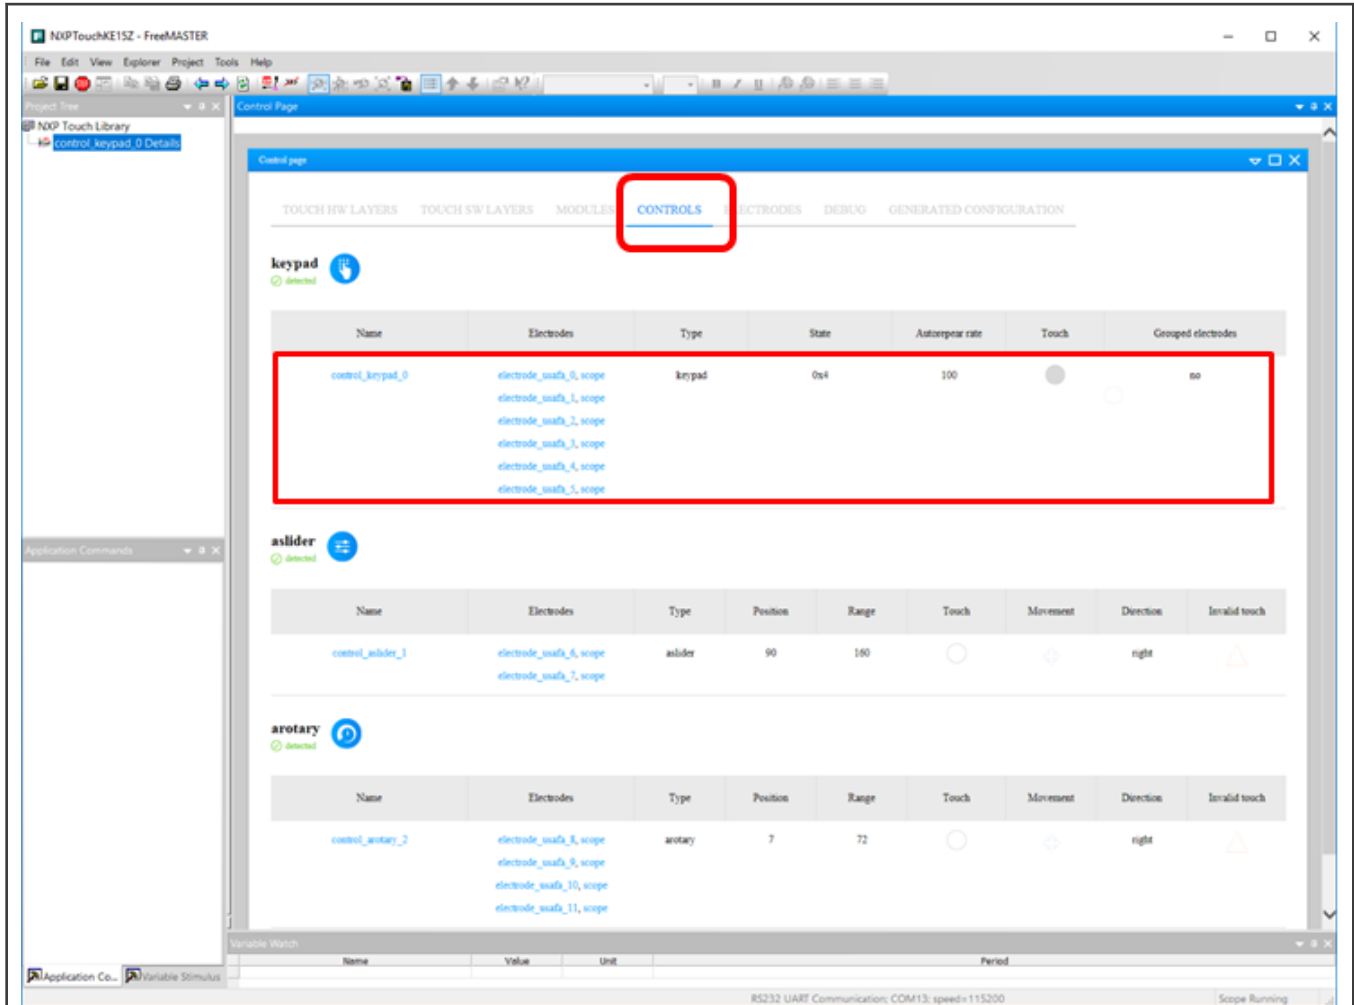 NXPTouchKE15Z - FreeMASTER
File Edit View Explorer Project Tools Help
Project Tree
Control Page
NXP Touch Library
control_keypad_0 Details
Control page
TOUCH HW LAYERS TOUCH SW LAYERS MODULES CONTROLS ELECTRODES DEBUG GENERATED CONFIGURATION
keypad
detected
Name Electrodes Type State Autorepear rate Touch Grouped electrodes
control_keypad_0 electrode_usafa_0, scope keypad 0x4 100 no
electrode_usafa_1, scope
electrode_usafa_2, scope
electrode_usafa_3, scope
electrode_usafa_4, scope
electrode_usafa_5, scope
Application Commands
aslider
detected
Name Electrodes Type Position Range Touch Movement Direction Invalid touch
control_aslider_1 electrode_usafa_6, scope aslider 90 160 right
electrode_usafa_7, scope
arotary
detected
Name Electrodes Type Position Range Touch Movement Direction Invalid touch
control_arotary_2 electrode_usafa_8, scope arotary 7 72 right
electrode_usafa_9, scope
electrode_usafa_10, scope
electrode_usafa_11, scope
Variable Watch
Name Value Unit Period
Application Co... Variable Stimulus
RS232 UART Communication; COM13; speed=115200 Scope Running